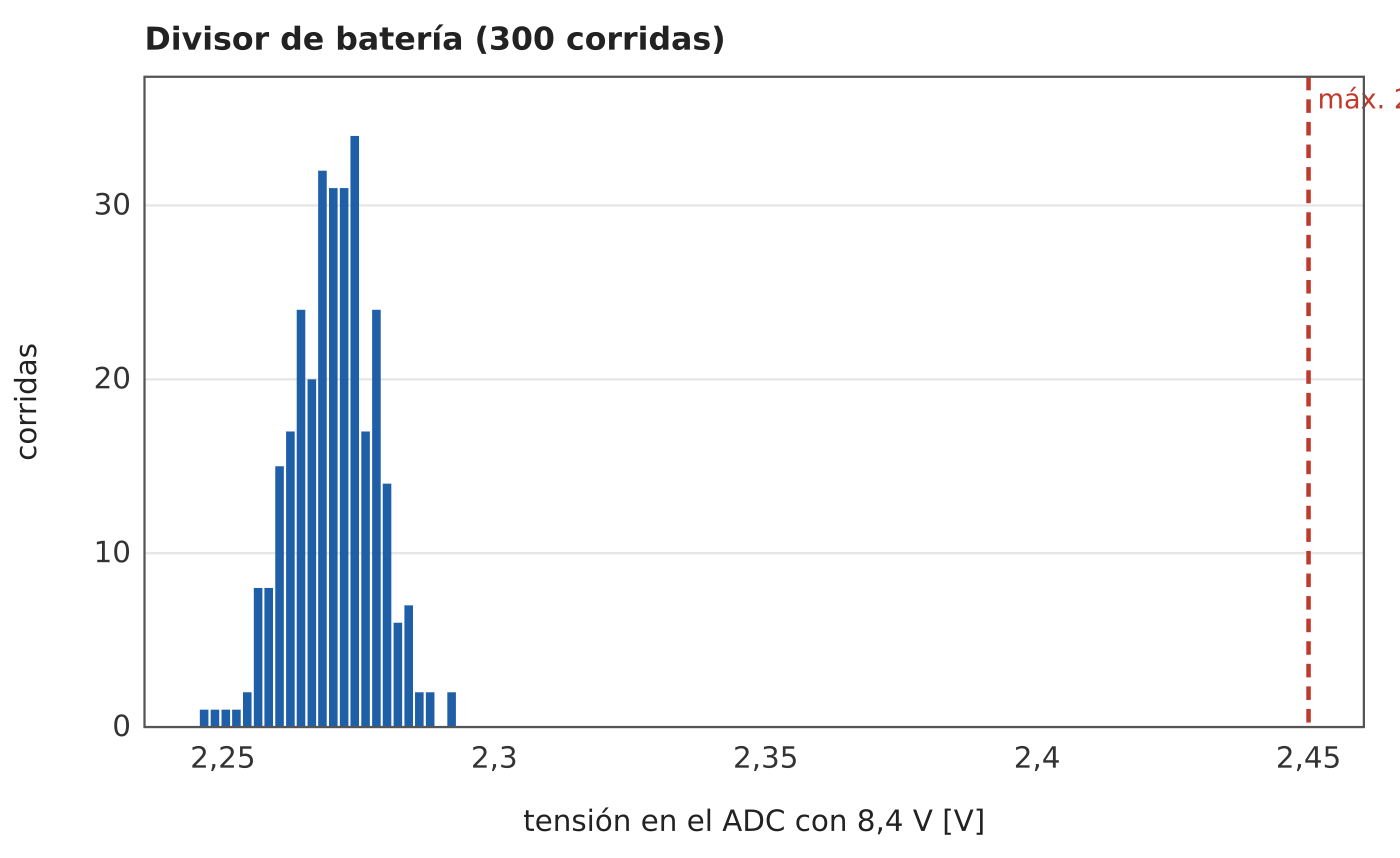 Divisor de batería (300 corridas)
máx. 2
30
20
10
0
corridas
2,25
2,3
2,35
2,4
2,45
tensión en el ADC con 8,4 V [V]